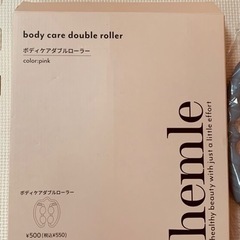 body care double roller
ボディケアダブルローラー
color:pink
hemle
healthy beauty with just a little effort
ボディケアダブルローラー
¥500(税込¥550)